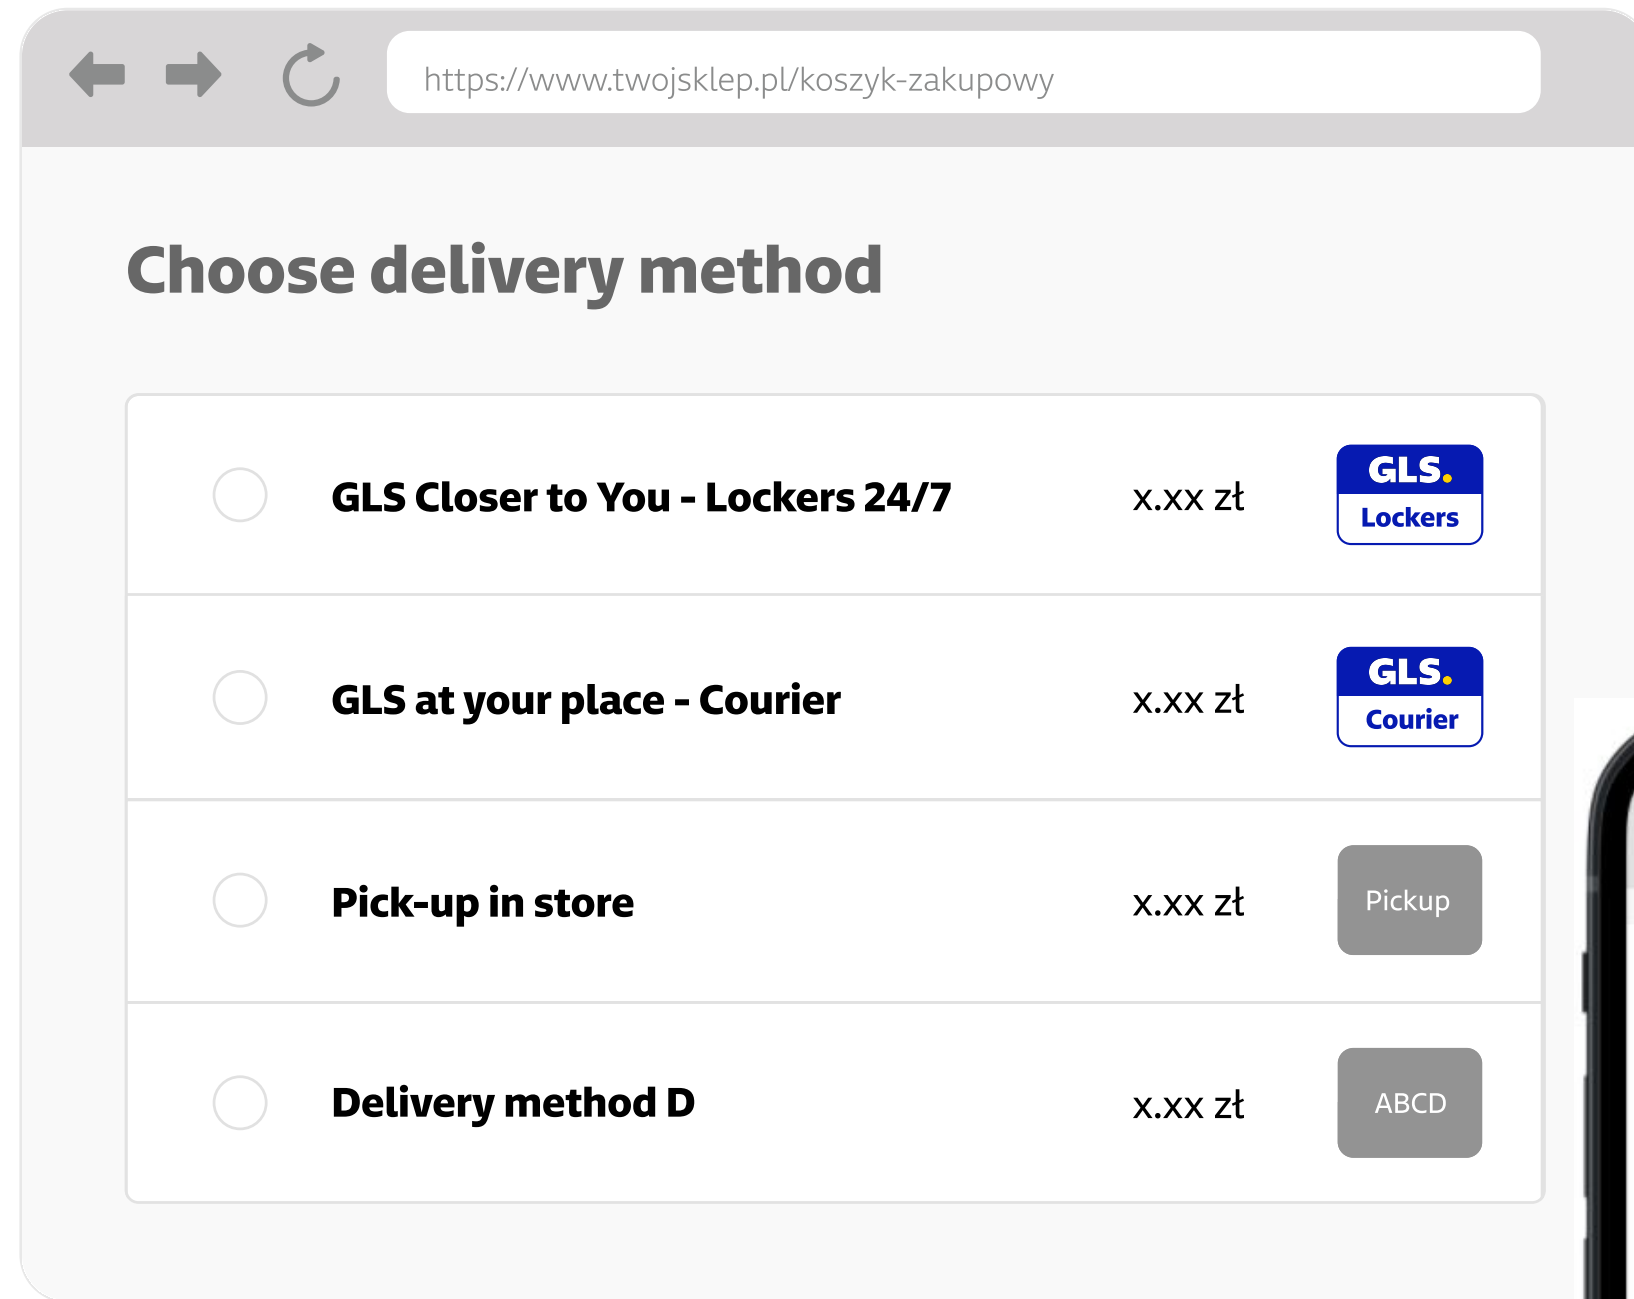 https://www.twojsklep.pl/koszyk-zakupowy
Choose delivery method
GLS Closer to You - Lockers 24/7 x.xx zł GLS.
Lockers
GLS at your place - Courier x.xx zł GLS.
Courier
Pick-up in store x.xx zł Pickup
Delivery method D x.xx zł ABCD